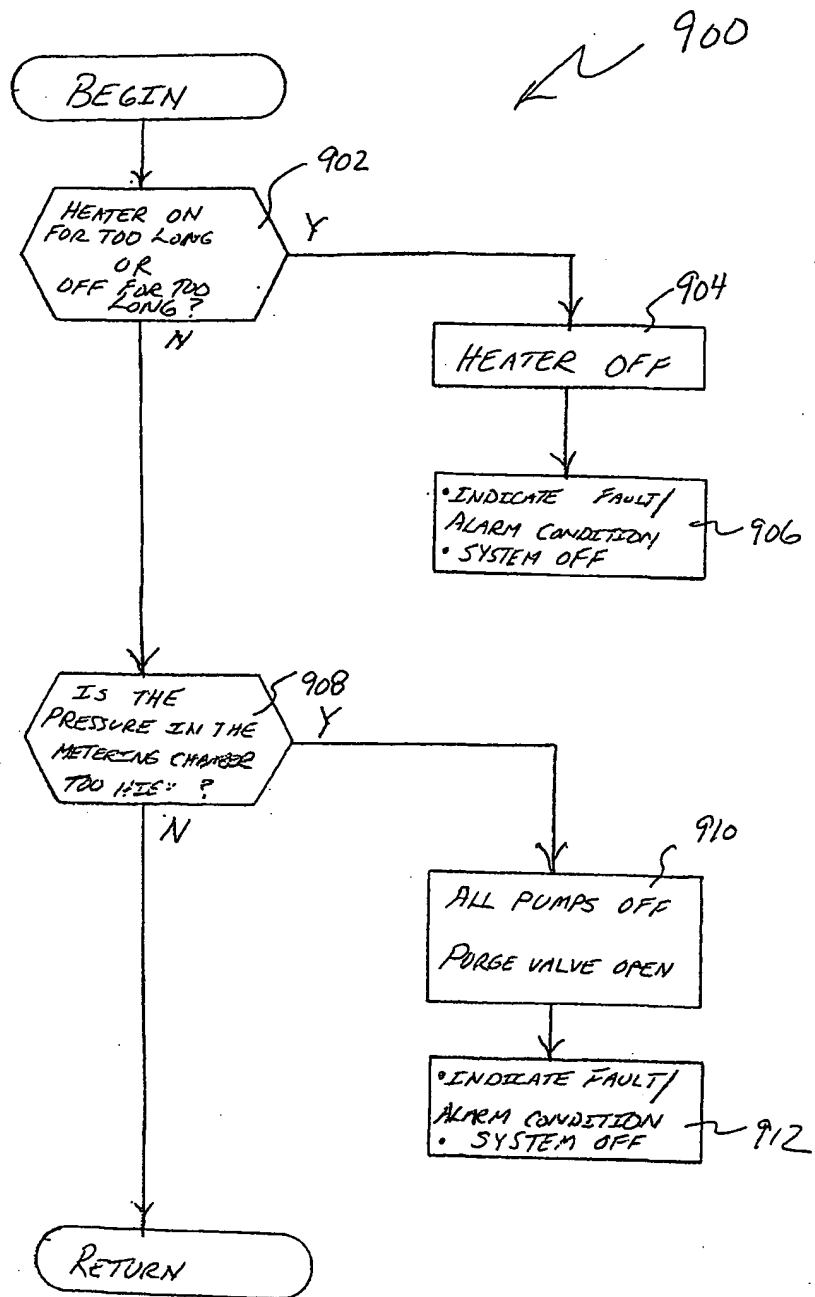 900
BEGIN
902
HEATER ON
FOR TOO LONG
OR
OFF FOR TOO
LONG?
Y
N
904
HEATER OFF
• INDICATE FAULT/
ALARM CONDITION
• SYSTEM OFF
906
IS THE
PRESSURE IN THE
METERING CHAMBER
TOO ?
908
Y
N
910
ALL PUMPS OFF
PURGE VALVE OPEN
• INDICATE FAULT/
ALARM CONDITION
• SYSTEM OFF
912
RETURN